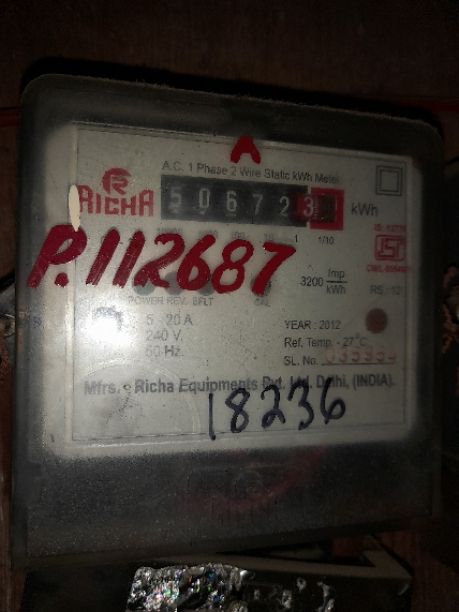 A
A.C. 1 Phase 2 Wire Static kWh Meter
RICHA 5 0 6 7 2 3 kWh
1 1/10
P.112687
3200 Imp/kWh
POWER REV. BFLT CAL
RS : 12
5 - 20 A YEAR : 2012
240 V. Ref. Temp. - 27°C
50 Hz. SL. No.
Mfrs. - Richa Equipments Pvt. Ltd. Delhi, (INDIA).
18236